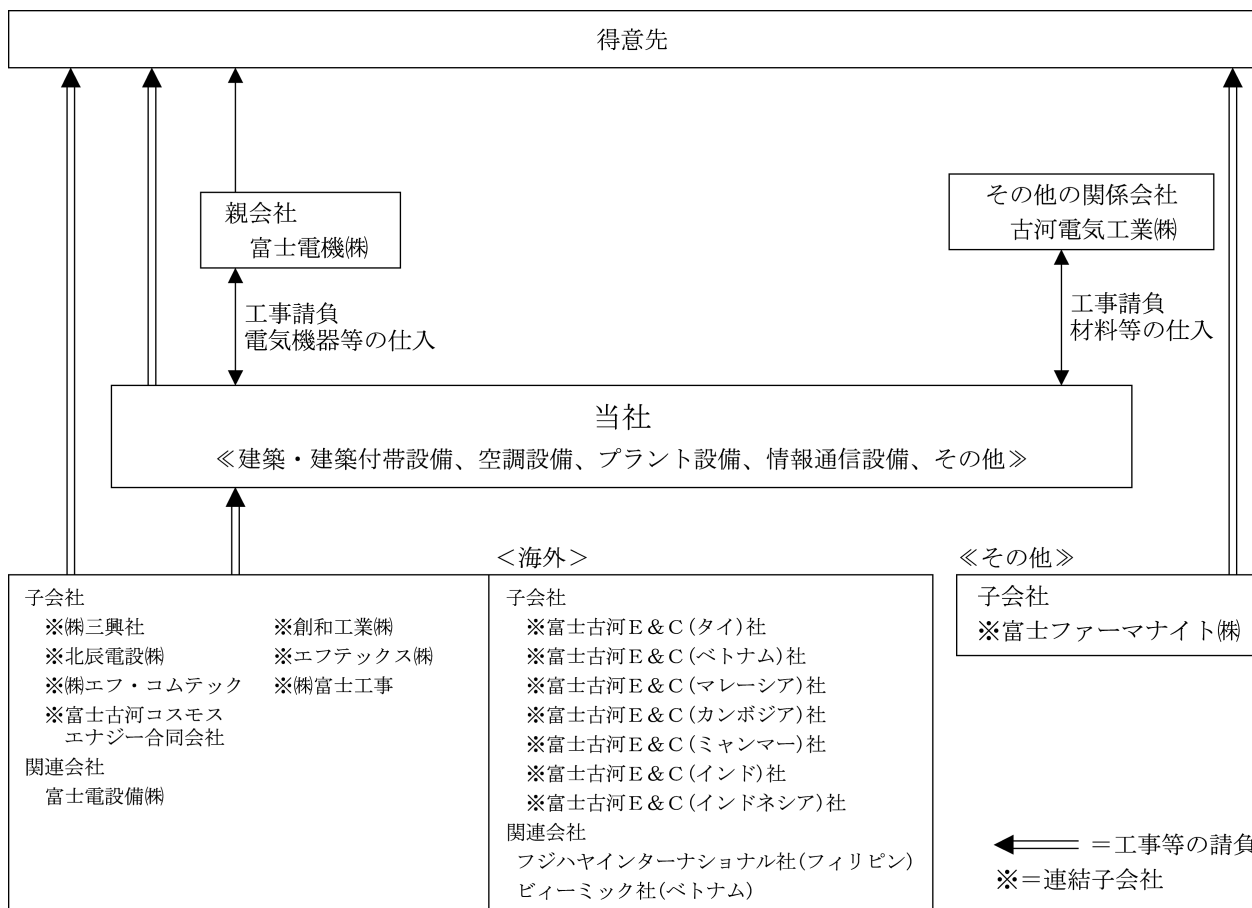 得意先
親会社
富士電機㈱
その他の関係会社
古河電気工業㈱
工事請負
電気機器等の仕入
工事請負
材料等の仕入
当社
≪建築・建築付帯設備、空調設備、プラント設備、情報通信設備、その他≫
子会社
※㈱三興社
※北辰電設㈱
※㈱エフ・コムテック
※富士古河コスモス
エナジー合同会社
※創和工業㈱
※エフテックス㈱
※㈱富士工事
関連会社
富士電設備㈱
＜海外＞
子会社
※富士古河Ｅ＆Ｃ(タイ)社
※富士古河Ｅ＆Ｃ(ベトナム)社
※富士古河Ｅ＆Ｃ(マレーシア)社
※富士古河Ｅ＆Ｃ(カンボジア)社
※富士古河Ｅ＆Ｃ(ミャンマー)社
※富士古河Ｅ＆Ｃ(インド)社
※富士古河Ｅ＆Ｃ(インドネシア)社
関連会社
フジハヤインターナショナル社(フィリピン)
ビィーミック社(ベトナム)
≪その他≫
子会社
※富士ファーマナイト㈱
＝工事等の請負
※＝連結子会社